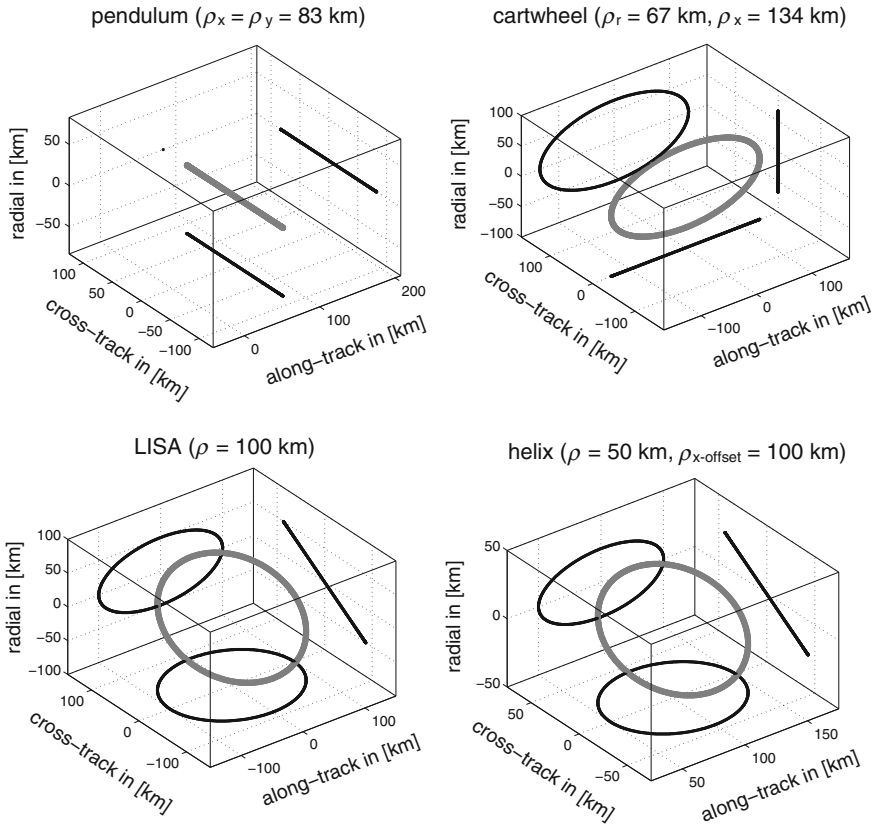 pendulum (ρx = ρy = 83 km)
radial in [km]
50
0
−50
100
50
0
−50
−100
cross−track in [km]
0
100
200
along−track in [km]
cartwheel (ρr = 67 km, ρx = 134 km)
radial in [km]
100
50
0
−50
−100
100
0
−100
cross−track in [km]
−100
0
100
along−track in [km]
LISA (ρ = 100 km)
radial in [km]
100
50
0
−50
−100
100
0
−100
cross−track in [km]
−100
0
100
along−track in [km]
helix (ρ = 50 km, ρx-offset = 100 km)
radial in [km]
50
0
−50
50
0
−50
cross−track in [km]
50
100
150
along−track in [km]